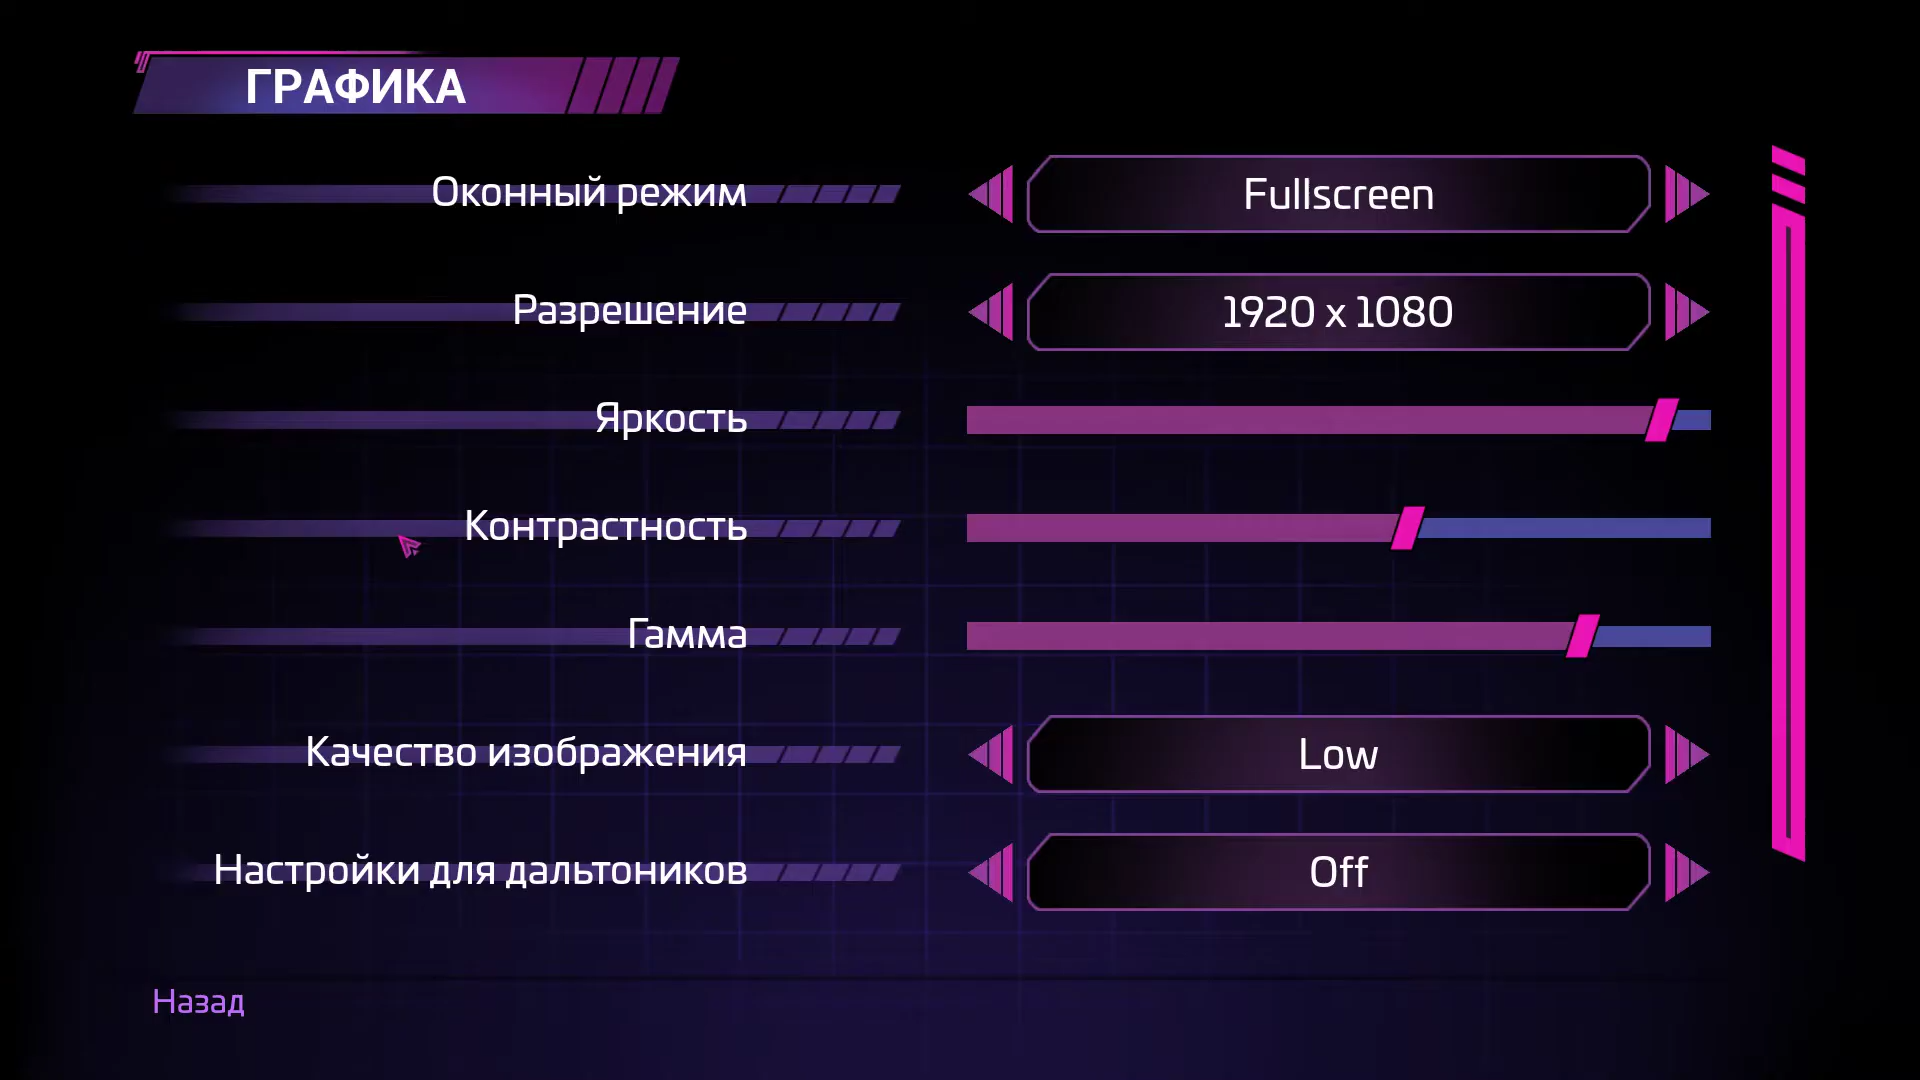 ГРАФИКА
Оконный режим
Fullscreen
Разрешение
1920 x 1080
Яркость
Контрастность
Гамма
Качество изображения
Low
Настройки для дальтоников
Off
Назад